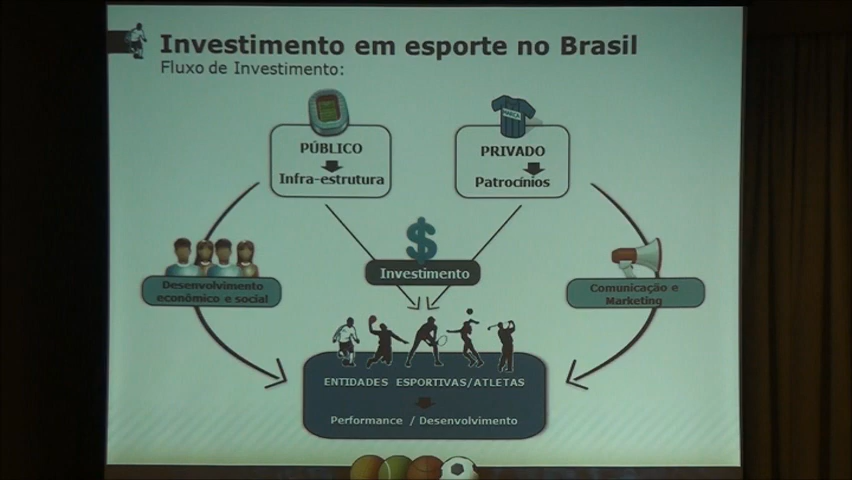 Investimento em esporte no Brasil
Fluxo de Investimento:
PÚBLICO
Infra-estrutura
PRIVADO
Patrocínios
$
Investimento
Desenvolvimento
econômico e social
Comunicação e
Marketing
ENTIDADES ESPORTIVAS/ATLETAS
Performance / Desenvolvimento